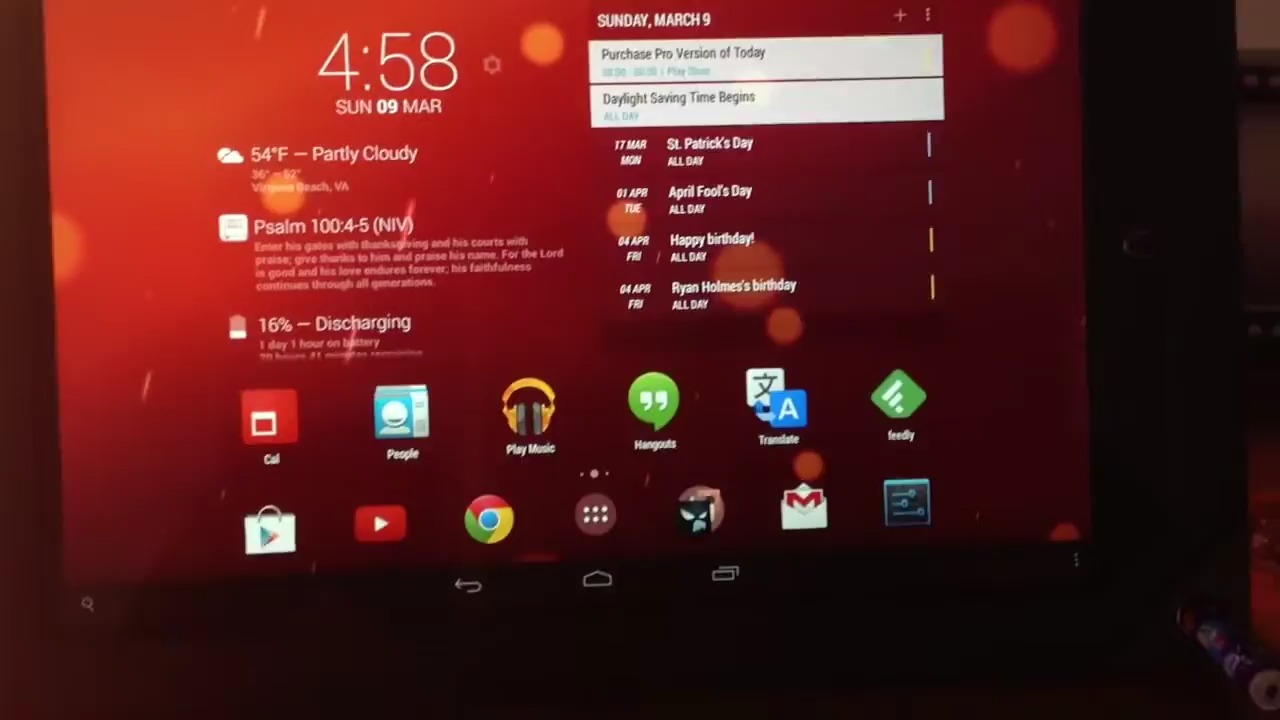 4:58
SUN 09 MAR
54°F — Partly Cloudy
Virginia Beach, VA
Psalm 100:4-5 (NIV)
Enter his gates with thanksgiving and his courts with
praise; give thanks to him and praise his name. For the Lord
is good and his love endures forever; his faithfulness
continues through all generations.
16% — Discharging
1 day 1 hour on battery
SUNDAY, MARCH 9
Purchase Pro Version of Today
Play Store
Daylight Saving Time Begins
ALL DAY
17 MAR St. Patrick's Day
MON ALL DAY
01 APR April Fool's Day
TUE ALL DAY
04 APR Happy birthday!
FRI ALL DAY
04 APR Ryan Holmes's birthday
FRI ALL DAY
Cal
People
Play Music
Hangouts
文
A
Translate
feedly